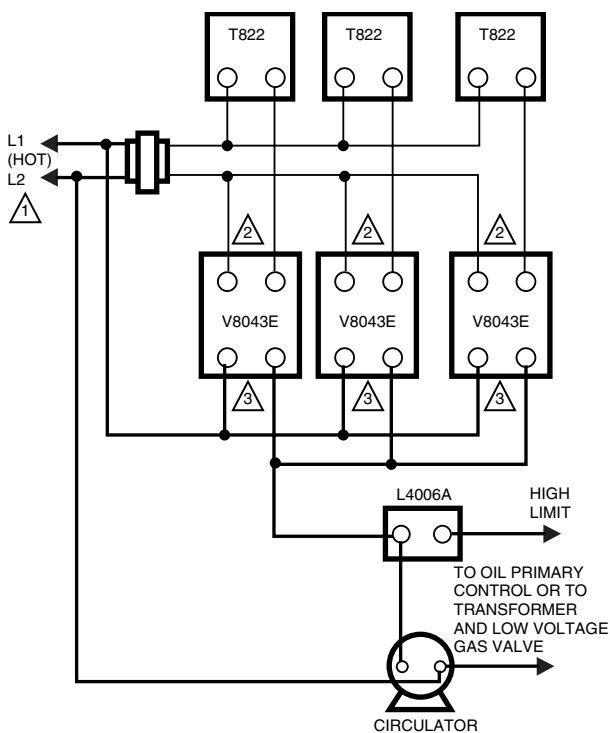 T822
T822
T822
L1
(HOT)
L2
1
2
2
2
V8043E
V8043E
V8043E
3
3
3
L4006A
HIGH
LIMIT
TO OIL PRIMARY
CONTROL OR TO
TRANSFORMER
AND LOW VOLTAGE
GAS VALVE
CIRCULATOR